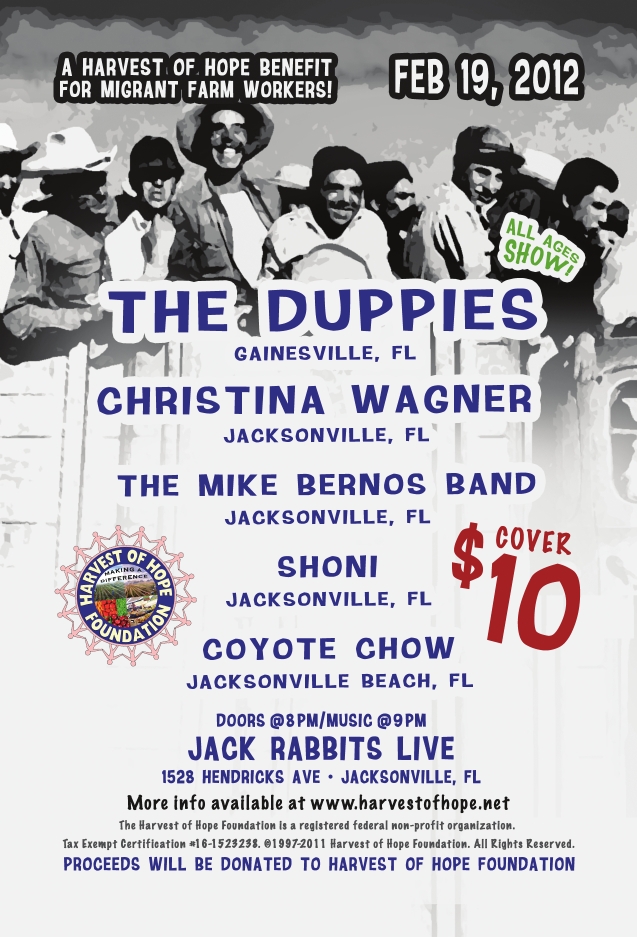 A HARVEST OF HOPE BENEFIT
FOR MIGRANT FARM WORKERS!
FEB 19, 2012
ALL AGES
SHOW!
THE DUPPIES
GAINESVILLE, FL
CHRISTINA WAGNER
JACKSONVILLE, FL
THE MIKE BERNOS BAND
JACKSONVILLE, FL
$10 COVER
SHONI
JACKSONVILLE, FL
HARVEST OF HOPE
MAKING A
DIFFERENCE
FOUNDATION
COYOTE CHOW
JACKSONVILLE BEACH, FL
DOORS @8PM/MUSIC @9PM
JACK RABBITS LIVE
1528 HENDRICKS AVE • JACKSONVILLE, FL
More info available at www.harvestofhope.net
The Harvest of Hope Foundation is a registered federal non-profit organization.
Tax Exempt Certification #16-1523238. ©1997-2011 Harvest of Hope Foundation. All Rights Reserved.
PROCEEDS WILL BE DONATED TO HARVEST OF HOPE FOUNDATION